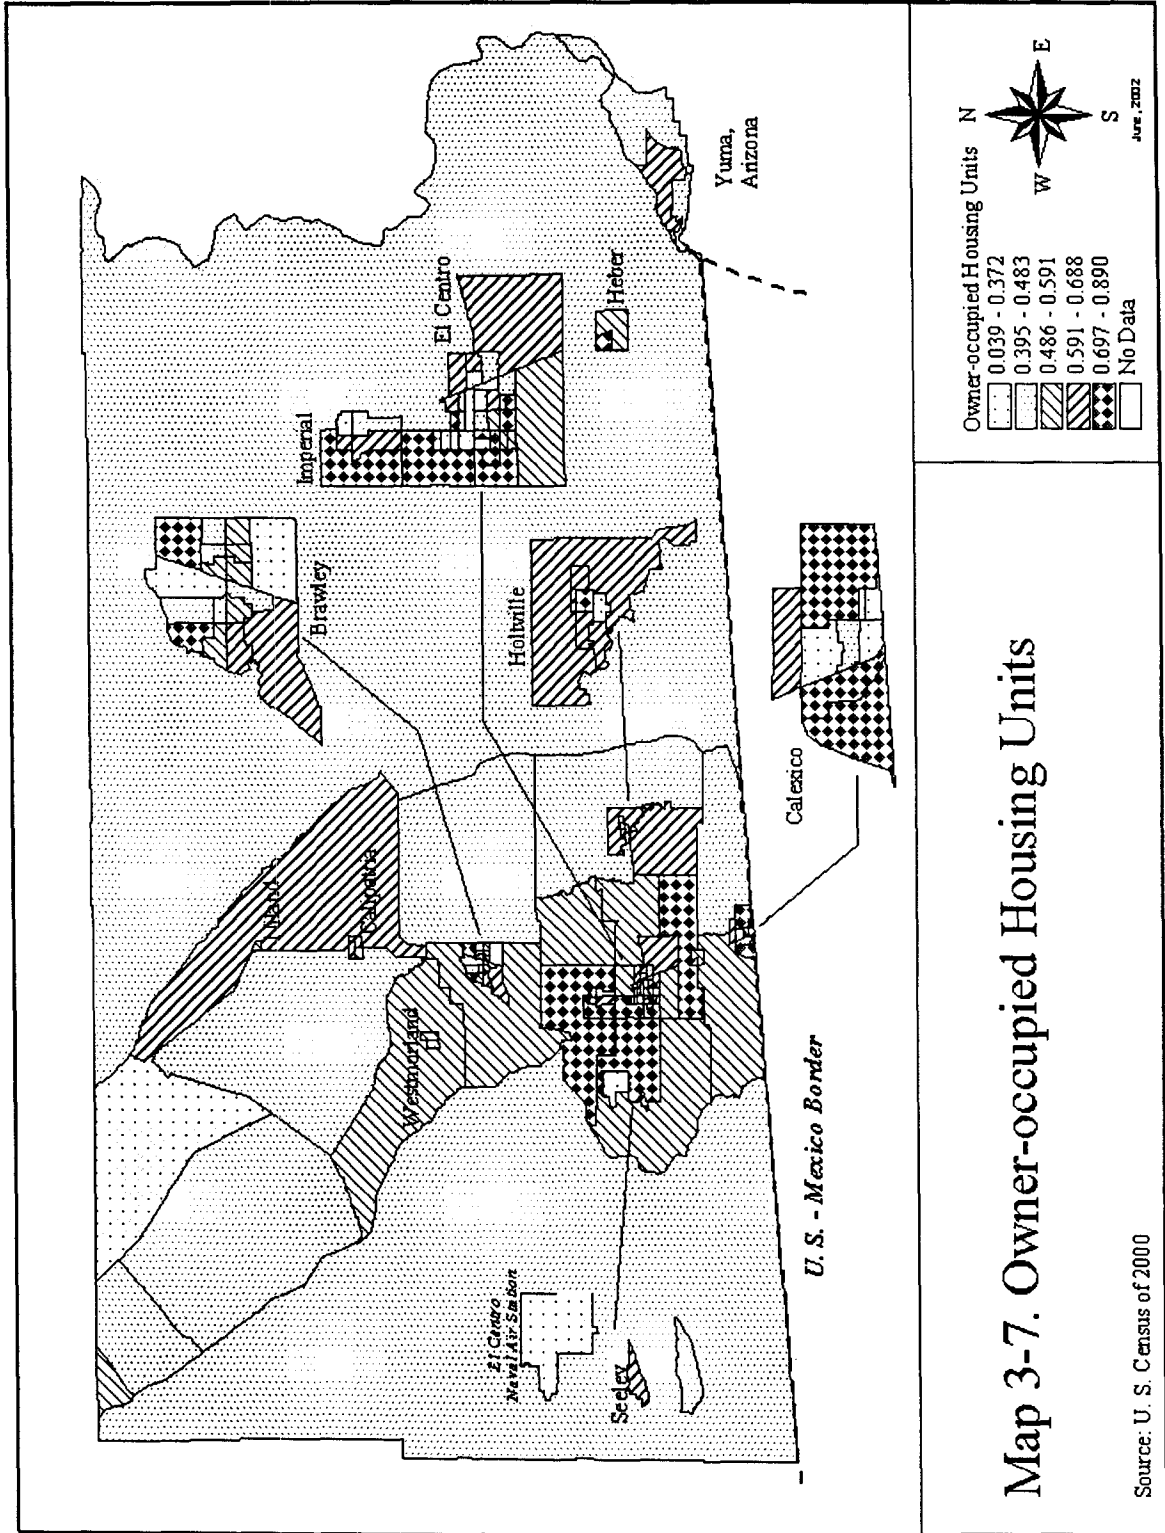 Brawley
Imperial
El Centro
Niland
Calipatria
Westmorland
Holtville
Heber
Yuma,
Arizona
El Centro
Naval Air Station
Seeley
Calexico
U. S. - Mexico Border
Map 3-7. Owner-occupied Housing Units
Source: U. S. Census of 2000
Owner-occupied Housing Units
0.039 - 0.372
0.395 - 0.483
0.486 - 0.591
0.591 - 0.688
0.697 - 0.890
No Data
N
W
E
S
June, 2002